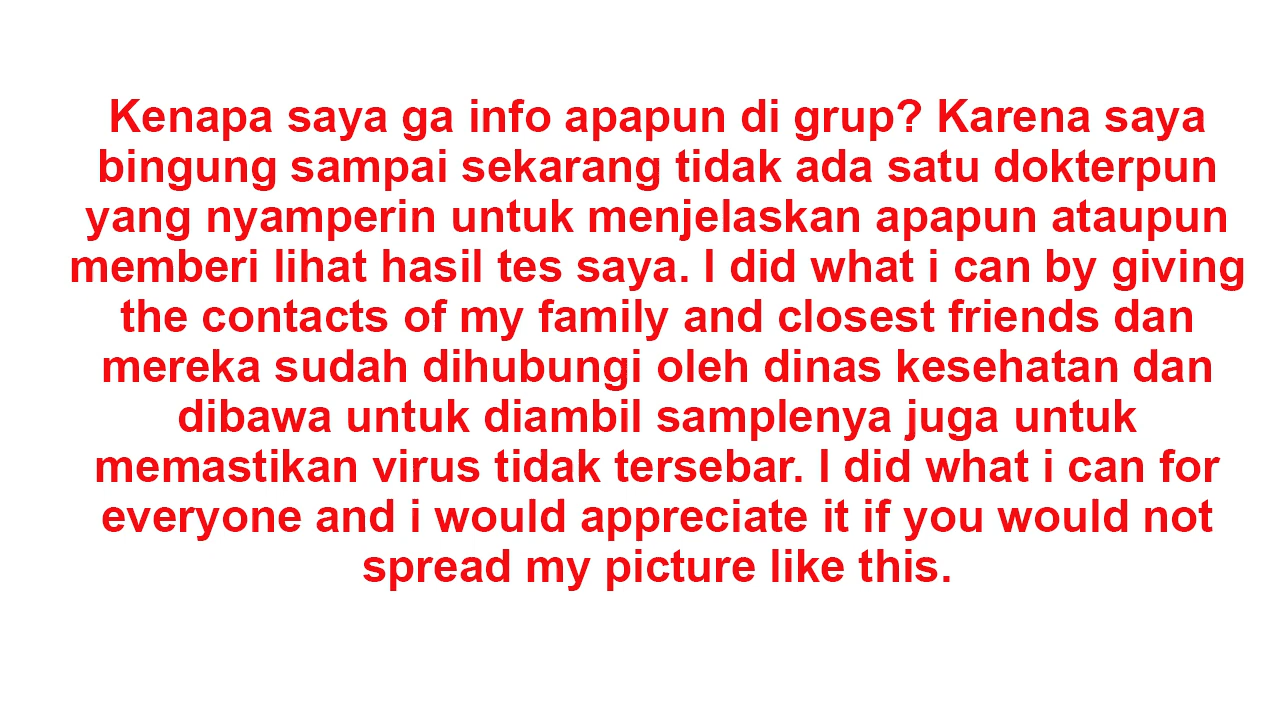 Kenapa saya ga info apapun di grup? Karena saya
bingung sampai sekarang tidak ada satu dokterpun
yang nyamperin untuk menjelaskan apapun ataupun
memberi lihat hasil tes saya. I did what i can by giving
the contacts of my family and closest friends dan
mereka sudah dihubungi oleh dinas kesehatan dan
dibawa untuk diambil samplenya juga untuk
memastikan virus tidak tersebar. I did what i can for
everyone and i would appreciate it if you would not
spread my picture like this.